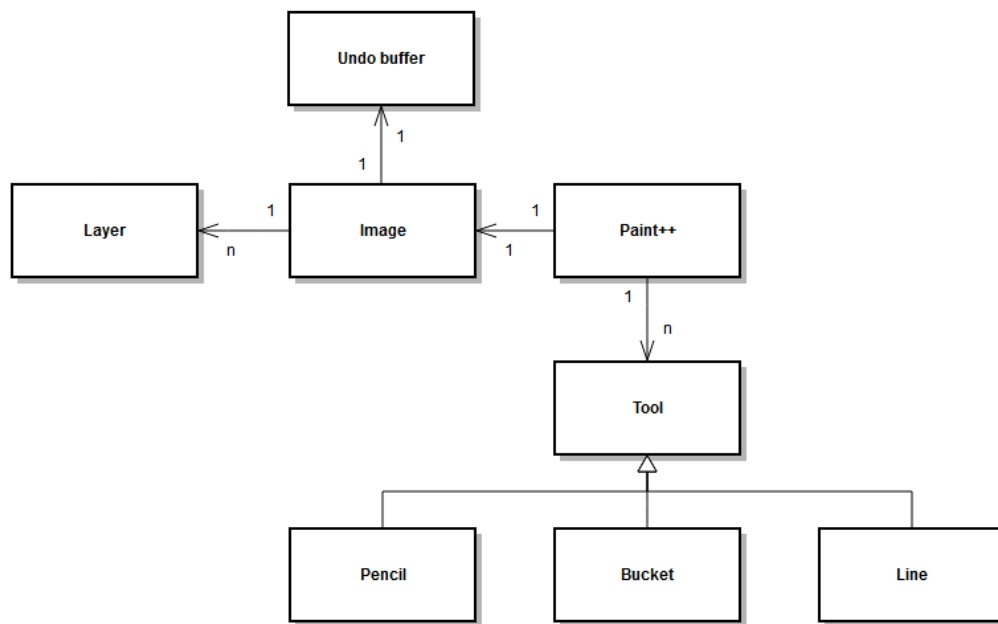 Undo buffer
1
1
Layer
1
n
Image
1
1
Paint++
1
n
Tool
Pencil
Bucket
Line